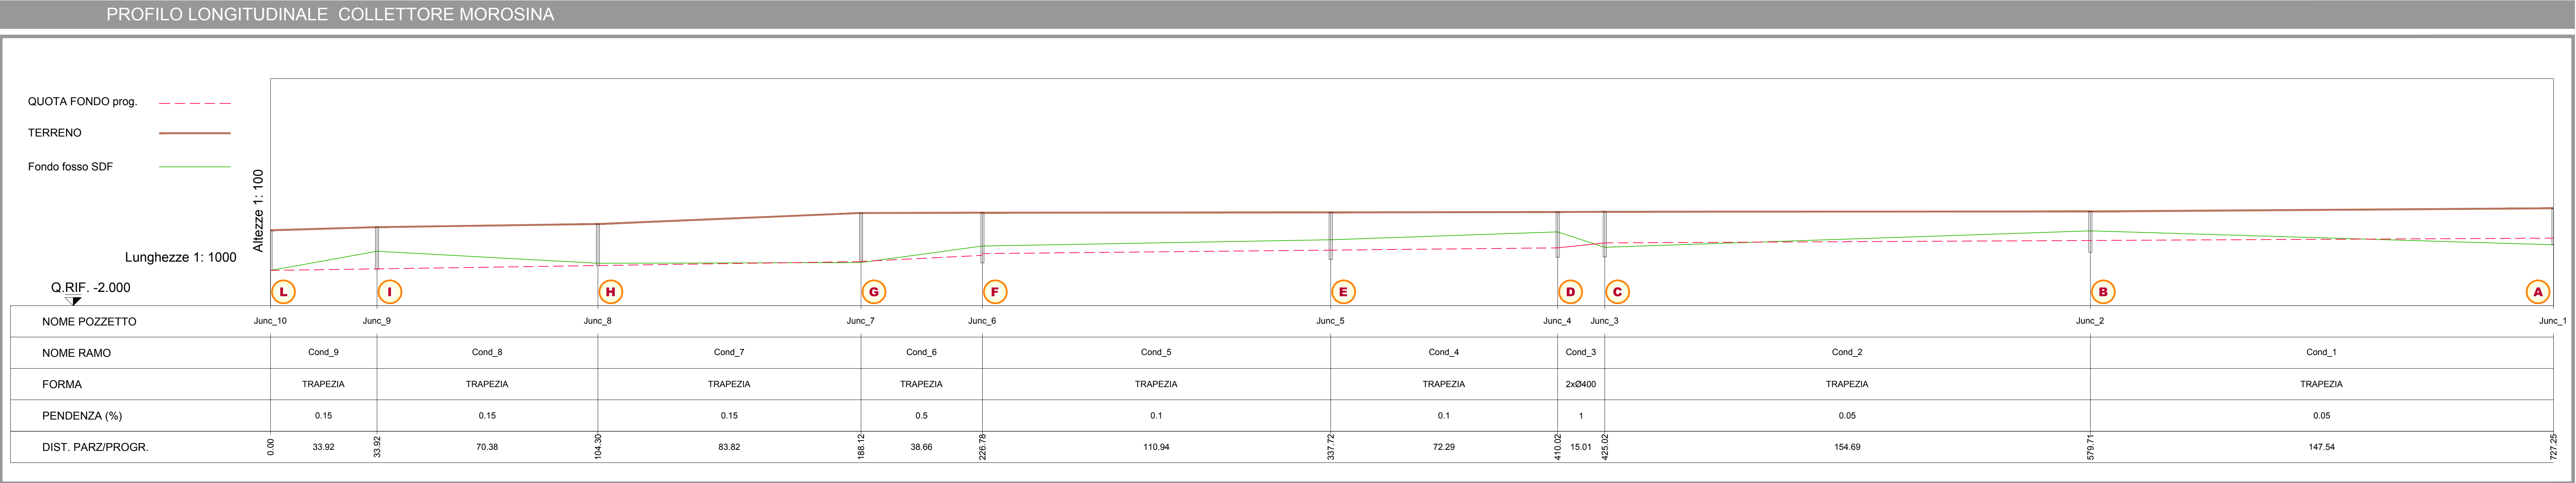 PROFILO LONGITUDINALE COLLETTORE MOROSINA
QUOTA FONDO prog.
TERRENO
Fondo fosso SDF
Altezze 1: 100
Lunghezze 1: 1000
Q.RIF. -2.000
L I H G F E D C B A
NOME POZZETTO Junc_10 Junc_9 Junc_8 Junc_7 Junc_6 Junc_5 Junc_4 Junc_3 Junc_2 Junc_1
NOME RAMO Cond_9 Cond_8 Cond_7 Cond_6 Cond_5 Cond_4 Cond_3 Cond_2 Cond_1
FORMA TRAPEZIA TRAPEZIA TRAPEZIA TRAPEZIA TRAPEZIA TRAPEZIA 2xØ400 TRAPEZIA TRAPEZIA
PENDENZA (%) 0.15 0.15 0.15 0.5 0.1 0.1 1 0.05 0.05
DIST. PARZ/PROGR. 0.00 33.92 33.92 70.38 104.30 83.82 188.12 38.66 226.78 110.94 337.72 72.29 410.02 15.01 425.02 154.69 579.71 147.54 727.25